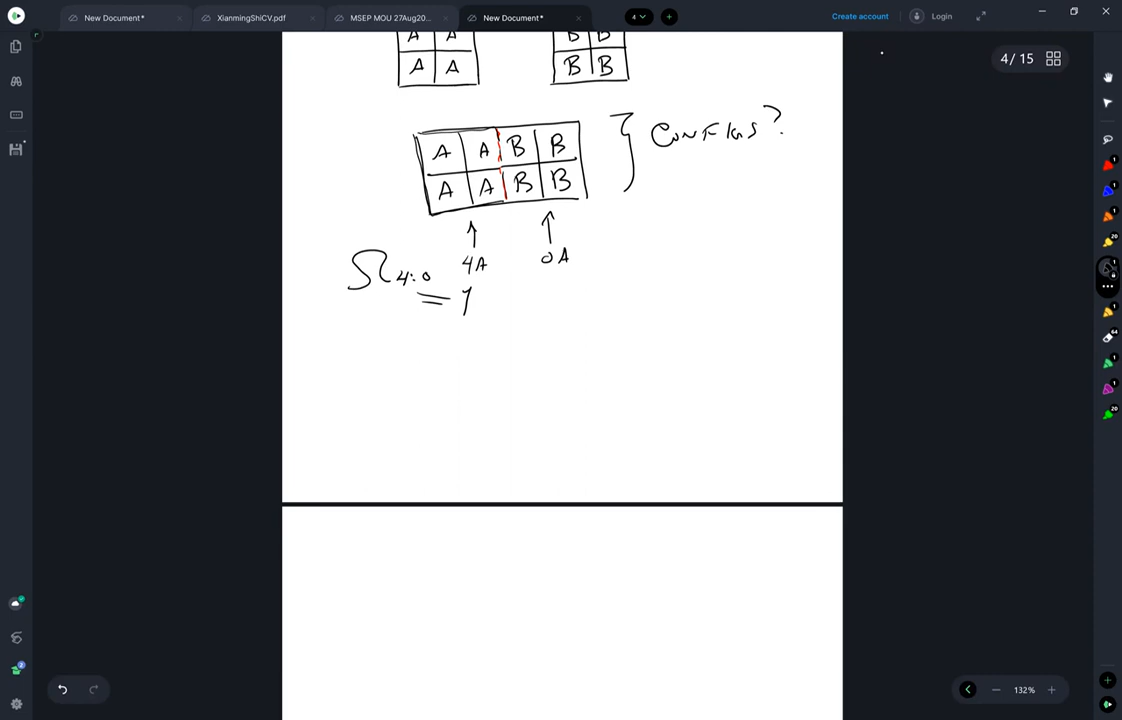 New Document*
XianmingShiCV.pdf
MSEP MOU 27Aug20...
New Document*
4
Create account
Login
4 / 15
A A B B
A A B B
A A B B } CONFIGS?
A A B B
4A 0A
Ω4:0
= 1
132%